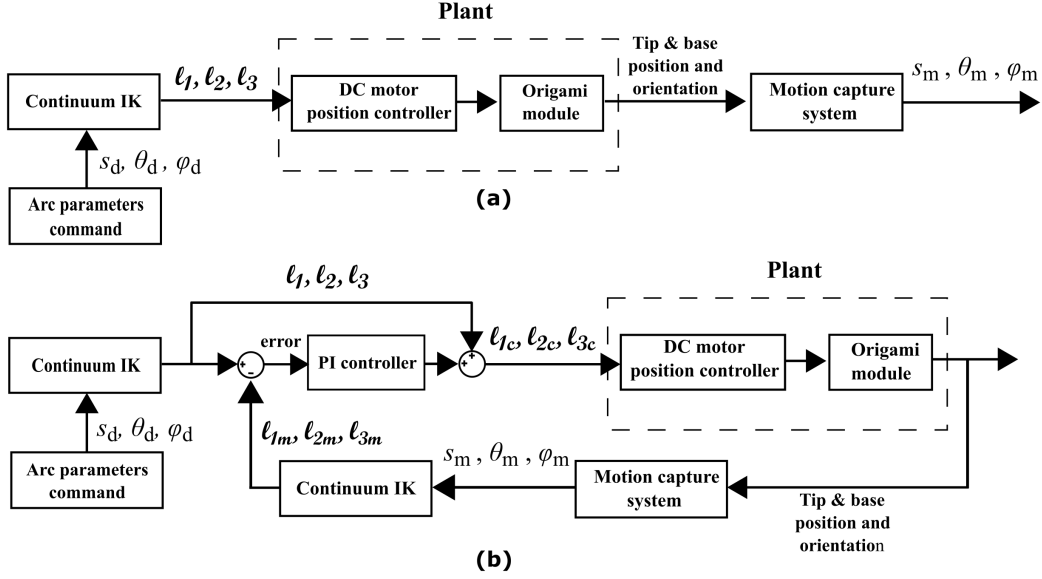 Plant
Continuum IK
ℓ1, ℓ2, ℓ3
DC motor
position controller
Origami
module
Tip & base
position and
orientation
Motion capture
system
sm , θm , φm
sd, θd , φd
Arc parameters
command
(a)
Plant
ℓ1, ℓ2, ℓ3
Continuum IK
+
−
error
PI controller
+
+
ℓ1c, ℓ2c, ℓ3c
DC motor
position controller
Origami
module
sd, θd , φd
Arc parameters
command
ℓ1m, ℓ2m, ℓ3m
Continuum IK
sm , θm , φm
Motion capture
system
Tip & base
position and
orientation
(b)